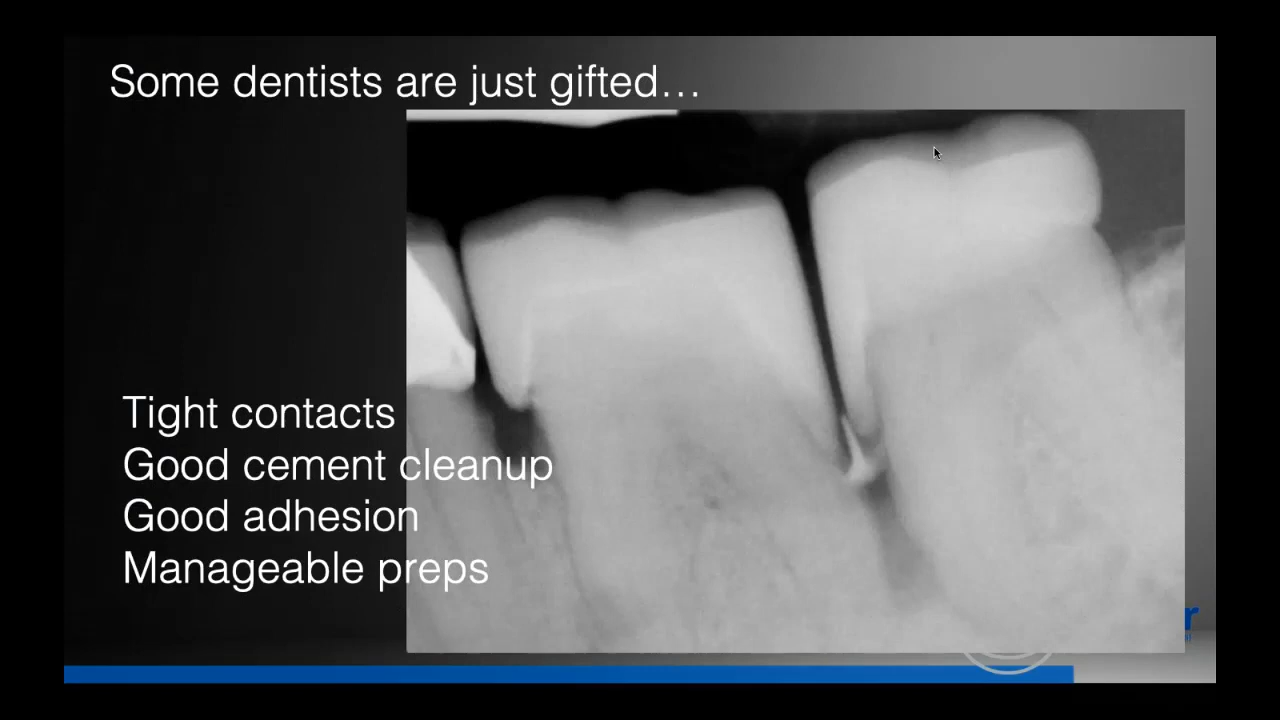 Some dentists are just gifted…
Tight contacts
Good cement cleanup
Good adhesion
Manageable preps